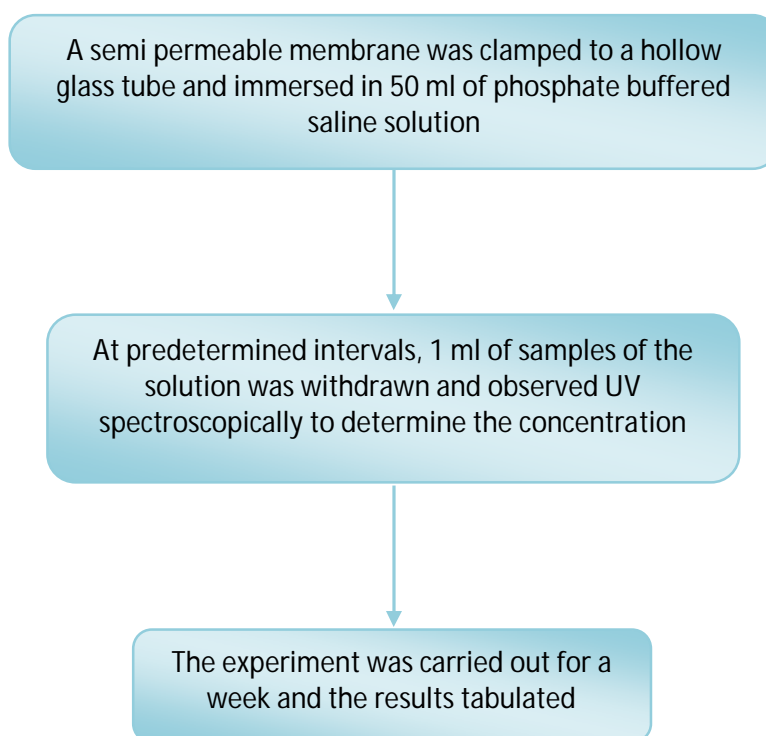 A semi permeable membrane was clamped to a hollow
glass tube and immersed in 50 ml of phosphate buffered
saline solution
At predetermined intervals, 1 ml of samples of the
solution was withdrawn and observed UV
spectroscopically to determine the concentration
The experiment was carried out for a
week and the results tabulated